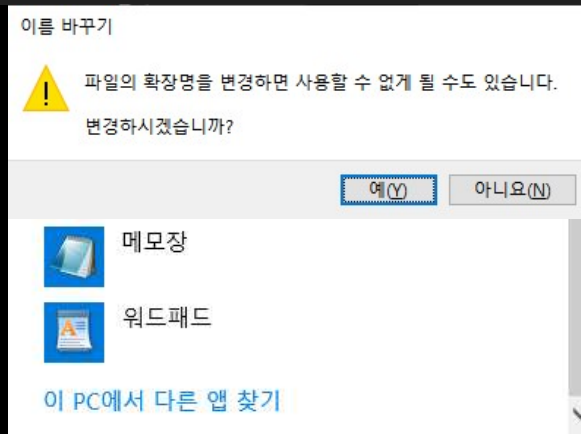 이름 바꾸기
파일의 확장명을 변경하면 사용할 수 없게 될 수도 있습니다.
변경하시겠습니까?
예(Y) 아니요(N)
메모장
워드패드
이 PC에서 다른 앱 찾기